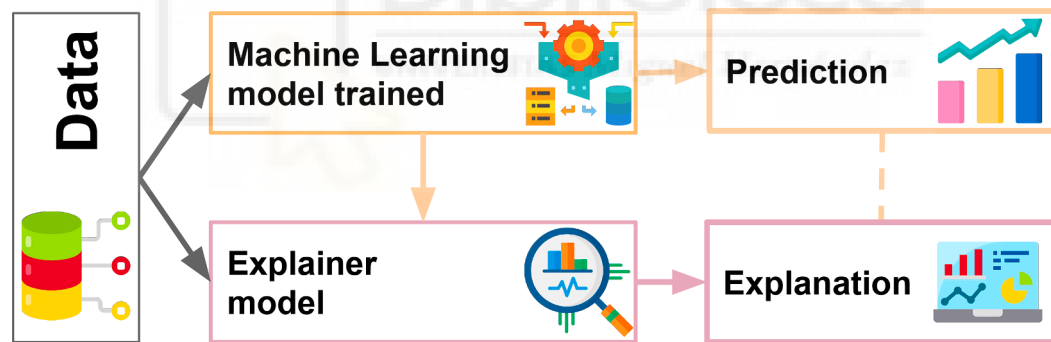 Data
Machine Learning
model trained
Prediction
Explainer
model
Explanation